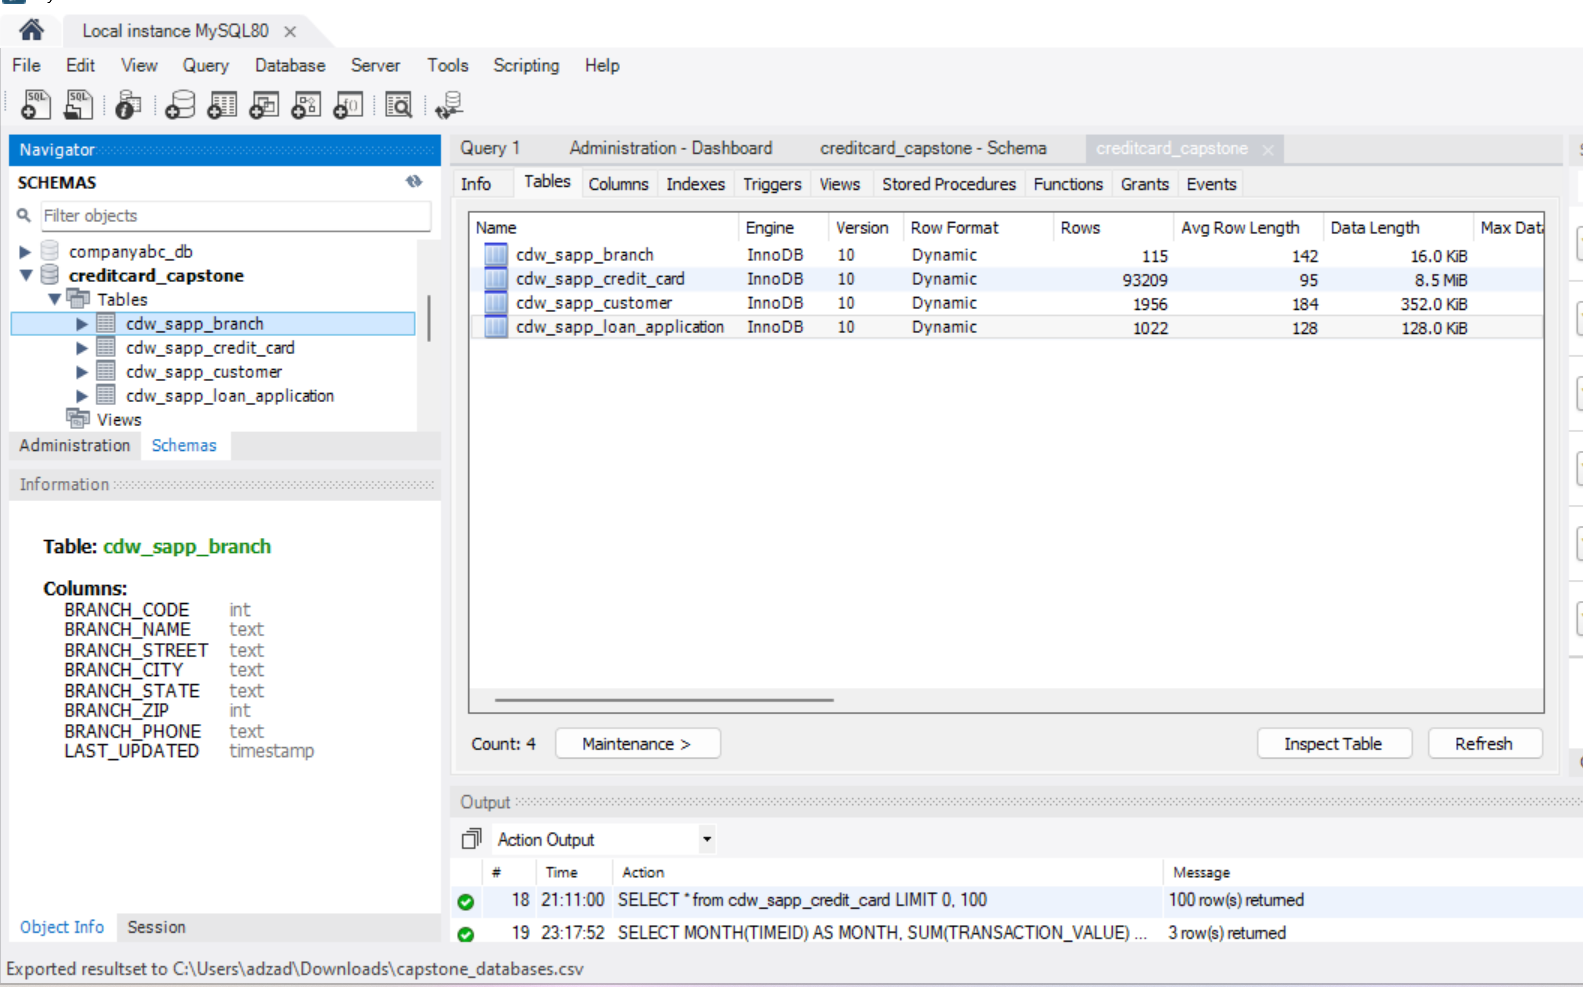 Local instance MySQL80
File Edit View Query Database Server Tools Scripting Help
Navigator
SCHEMAS
Filter objects
companyabc_db
creditcard_capstone
Tables
cdw_sapp_branch
cdw_sapp_credit_card
cdw_sapp_customer
cdw_sapp_loan_application
Views
Administration Schemas
Information
Table: cdw_sapp_branch
Columns:
BRANCH_CODE int
BRANCH_NAME text
BRANCH_STREET text
BRANCH_CITY text
BRANCH_STATE text
BRANCH_ZIP int
BRANCH_PHONE text
LAST_UPDATED timestamp
Object Info Session
Query 1 Administration - Dashboard creditcard_capstone - Schema creditcard_capstone
Info Tables Columns Indexes Triggers Views Stored Procedures Functions Grants Events
Name Engine Version Row Format Rows Avg Row Length Data Length Max Data
cdw_sapp_branch InnoDB 10 Dynamic 115 142 16.0 KiB
cdw_sapp_credit_card InnoDB 10 Dynamic 93209 95 8.5 MiB
cdw_sapp_customer InnoDB 10 Dynamic 1956 184 352.0 KiB
cdw_sapp_loan_application InnoDB 10 Dynamic 1022 128 128.0 KiB
Count: 4 Maintenance > Inspect Table Refresh
Output
Action Output
# Time Action Message
18 21:11:00 SELECT * from cdw_sapp_credit_card LIMIT 0, 100 100 row(s) returned
19 23:17:52 SELECT MONTH(TIMEID) AS MONTH, SUM(TRANSACTION_VALUE) ... 3 row(s) returned
Exported resultset to C:\Users\adzad\Downloads\capstone_databases.csv